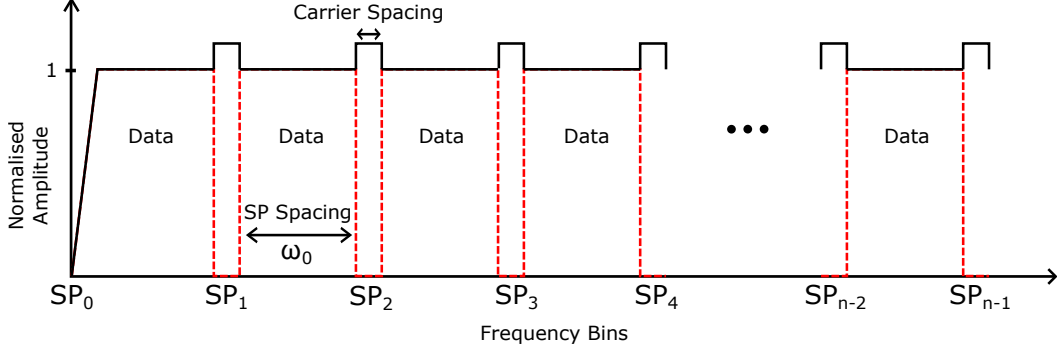 Carrier Spacing
1
Data Data Data Data ••• Data
Normalised
Amplitude
SP Spacing
ω₀
SP₀ SP₁ SP₂ SP₃ SP₄ SPₙ₋₂ SPₙ₋₁
Frequency Bins